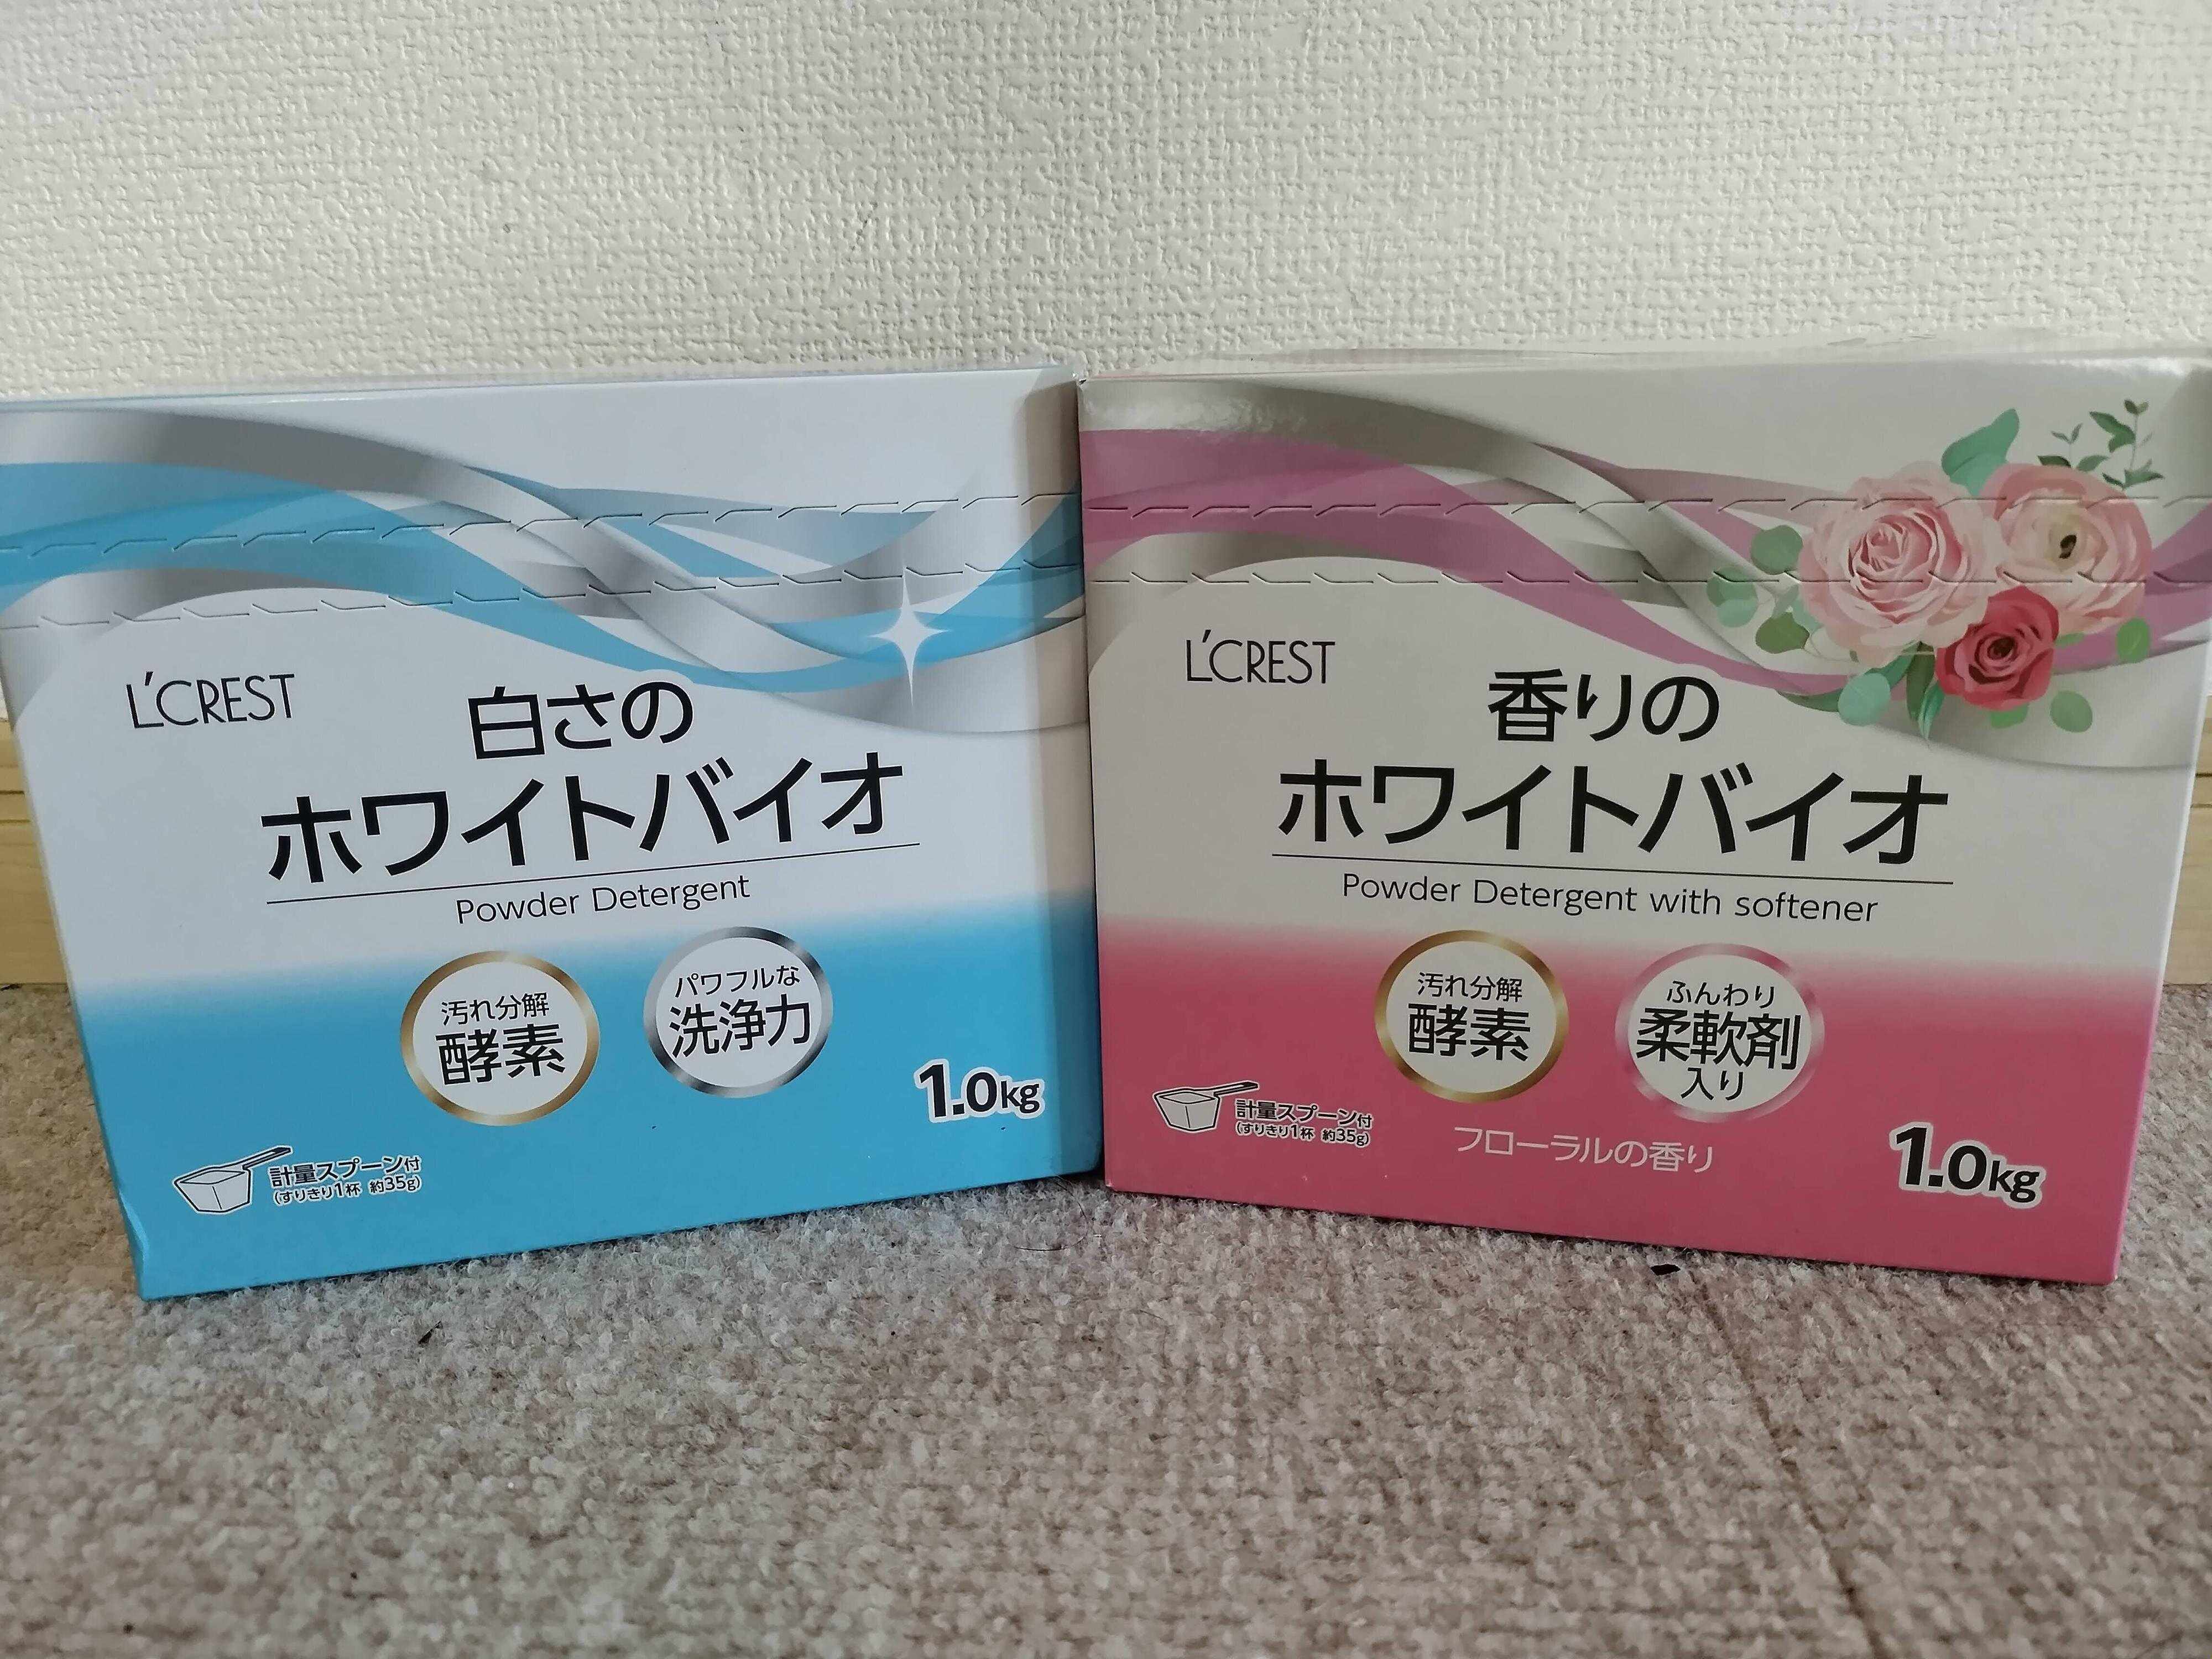 L'CREST
白さの
ホワイトバイオ
Powder Detergent
汚れ分解
酵素
パワフルな
洗浄力
1.0kg
計量スプーン付
(すりきり1杯 約35g)
L'CREST
香りの
ホワイトバイオ
Powder Detergent with softener
汚れ分解
酵素
ふんわり
柔軟剤
入り
計量スプーン付
(すりきり1杯 約35g)
フローラルの香り
1.0kg